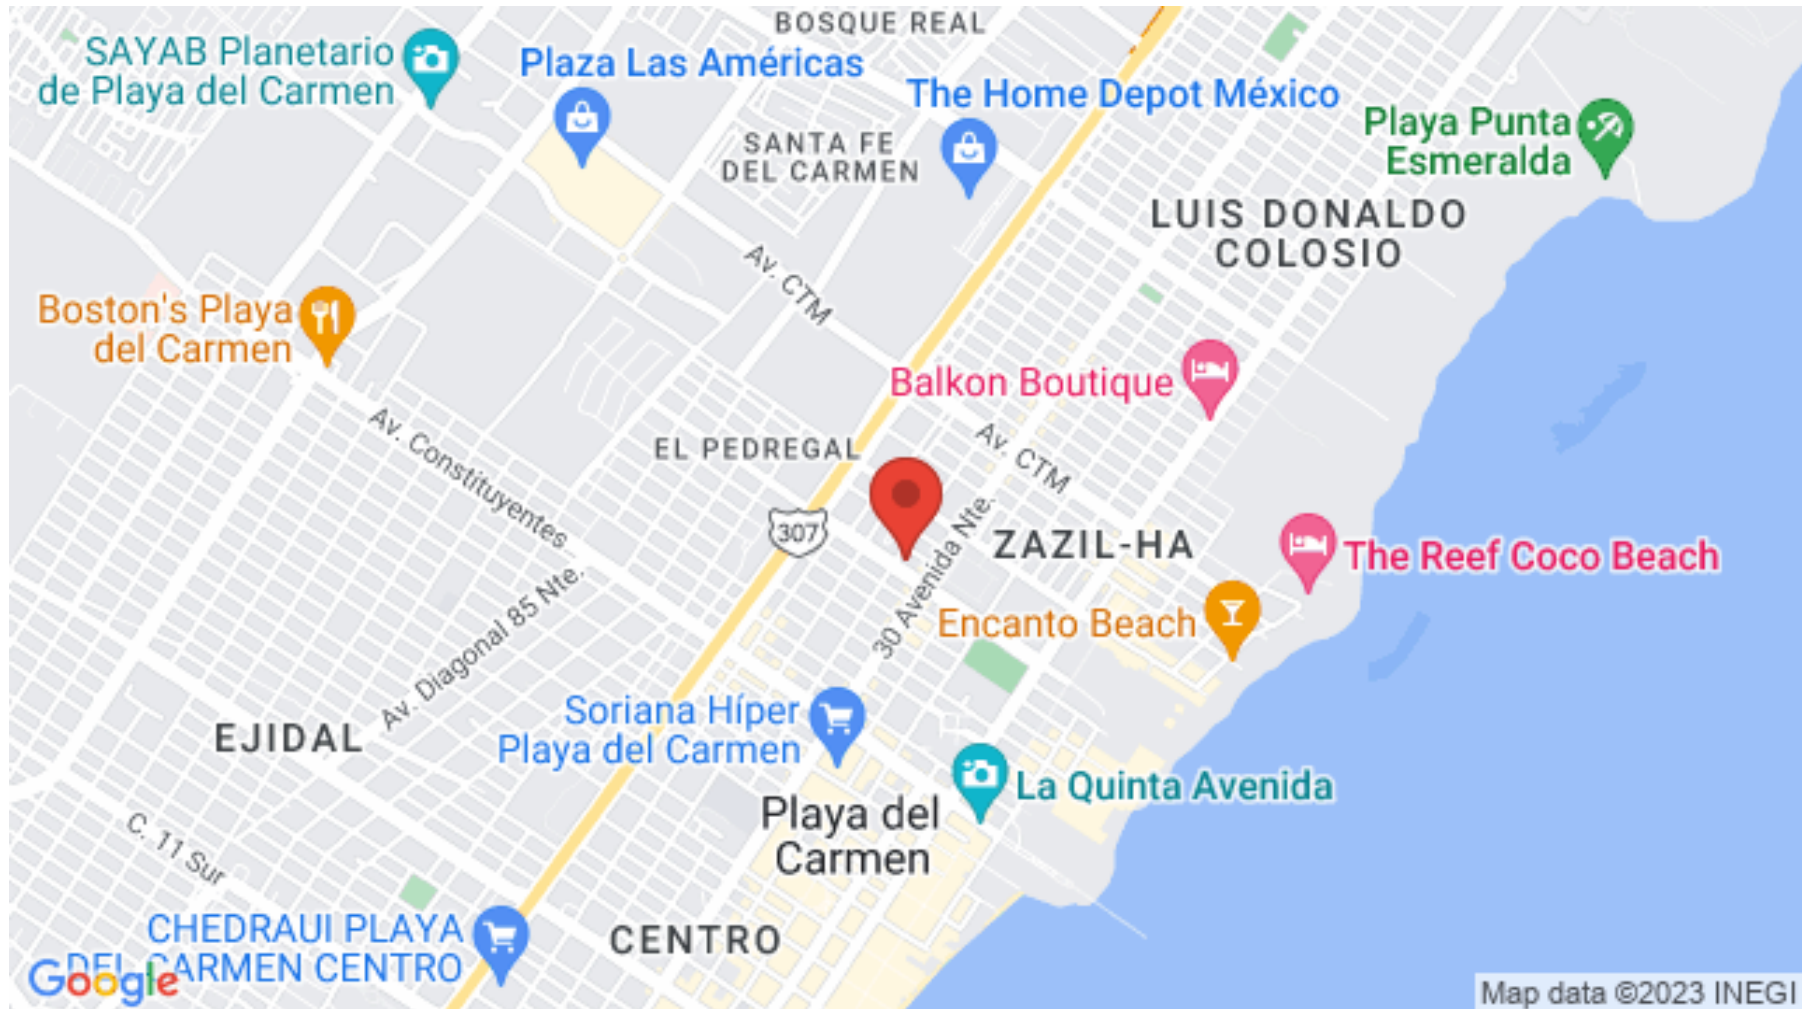 BOSQUE REAL
SAYAB Planetario
de Playa del Carmen
Plaza Las Américas
The Home Depot México
Playa Punta
Esmeralda
SANTA FE
DEL CARMEN
LUIS DONALDO
COLOSIO
Av. CTM
Boston's Playa
del Carmen
Balkon Boutique
Av. Constituyentes
EL PEDREGAL
Av. CTM
307
30 Avenida Nte.
ZAZIL-HA
The Reef Coco Beach
Av. Diagonal 85 Nte.
Encanto Beach
EJIDAL
Soriana Híper
Playa del Carmen
La Quinta Avenida
Playa del
Carmen
C. 11 Sur
CHEDRAUI PLAYA
DEL CARMEN CENTRO
CENTRO
Google
Map data ©2023 INEGI